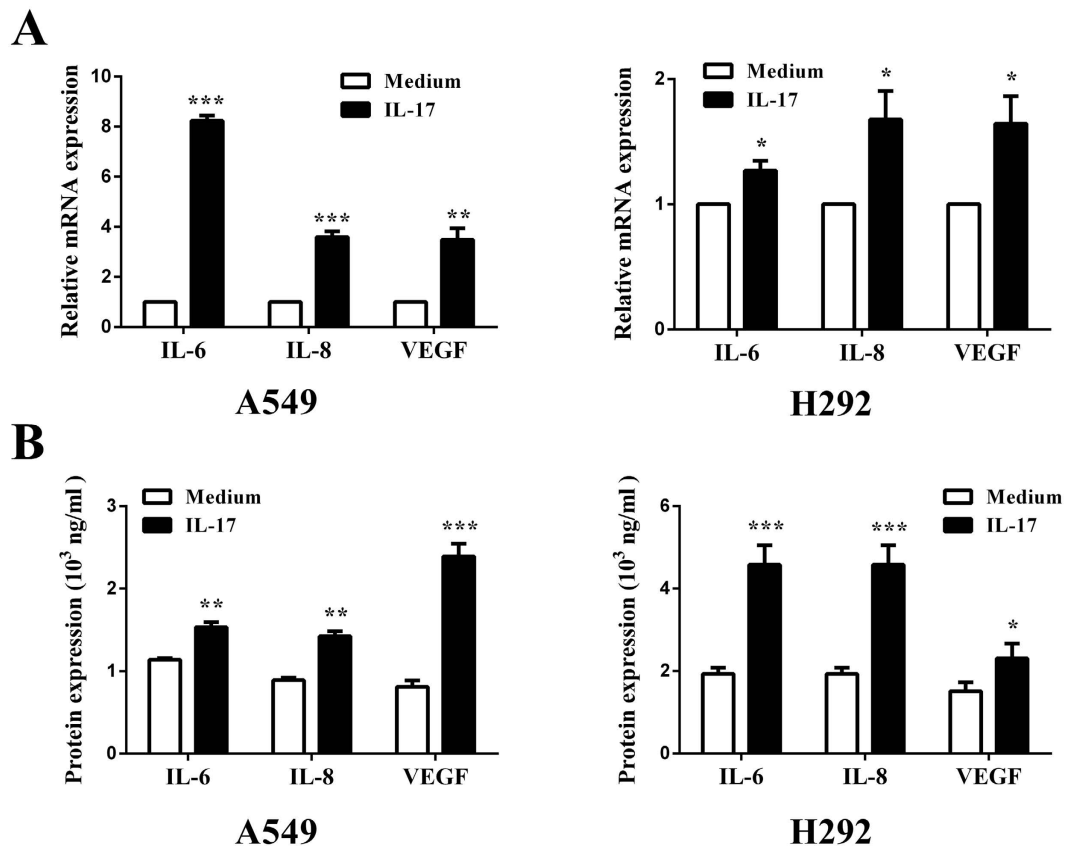 A
Relative mRNA expression
10
8
6
4
2
0
Medium
IL-17
***
***
**
IL-6 IL-8 VEGF
A549
Relative mRNA expression
2
1
0
Medium
IL-17
*
*
*
IL-6 IL-8 VEGF
H292
B
Protein expression (10³ ng/ml )
3
2
1
0
Medium
IL-17
**
**
***
IL-6 IL-8 VEGF
A549
Protein expression (10³ ng/ml )
6
4
2
0
Medium
IL-17
***
***
*
IL-6 IL-8 VEGF
H292